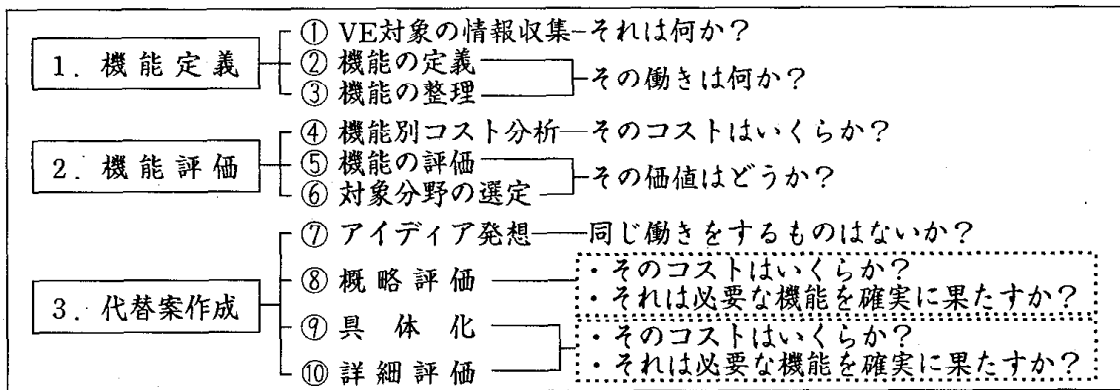 1. 機能定義
① VE対象の情報収集 それは何か?
② 機能の定義
③ 機能の整理
その働きは何か?
2. 機能評価
④ 機能別コスト分析 そのコストはいくらか?
⑤ 機能の評価
⑥ 対象分野の選定
その価値はどうか?
3. 代替案作成
⑦ アイディア発想 同じ働きをするものはないか?
⑧ 概略評価
・そのコストはいくらか?
・それは必要な機能を確実に果たすか?
⑨ 具体化
⑩ 詳細評価
・そのコストはいくらか?
・それは必要な機能を確実に果たすか?